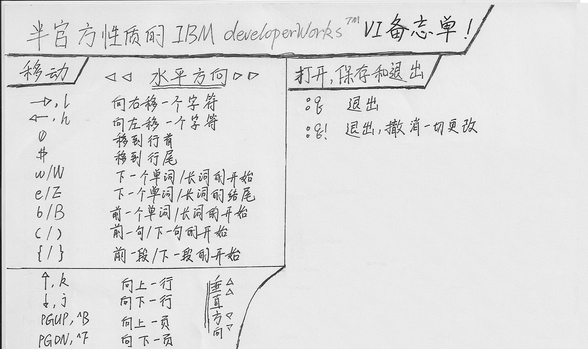 半官方性质的 IBM developerWorks™ VI备忘单!
移动
◁◁ 水平方向 ▷▷
→, l 向右移一个字符
←, h 向左移一个字符
0 移到行首
# 移到行尾
w/W 下一个单词/长词的开始
e/Z 下一个单词/长词的结尾
b/B 前一个单词/长词的开始
(/) 前一句/下一句的开始
{/} 前一段/下一段的开始
↑, k 向上一行
↓, j 向下一行
PGUP, ^B 向上一页
PGDN, ^F 向下一页
△△ 垂直方向 ▽▽
打开,保存和退出
:q 退出
:q! 退出,撤消一切更改